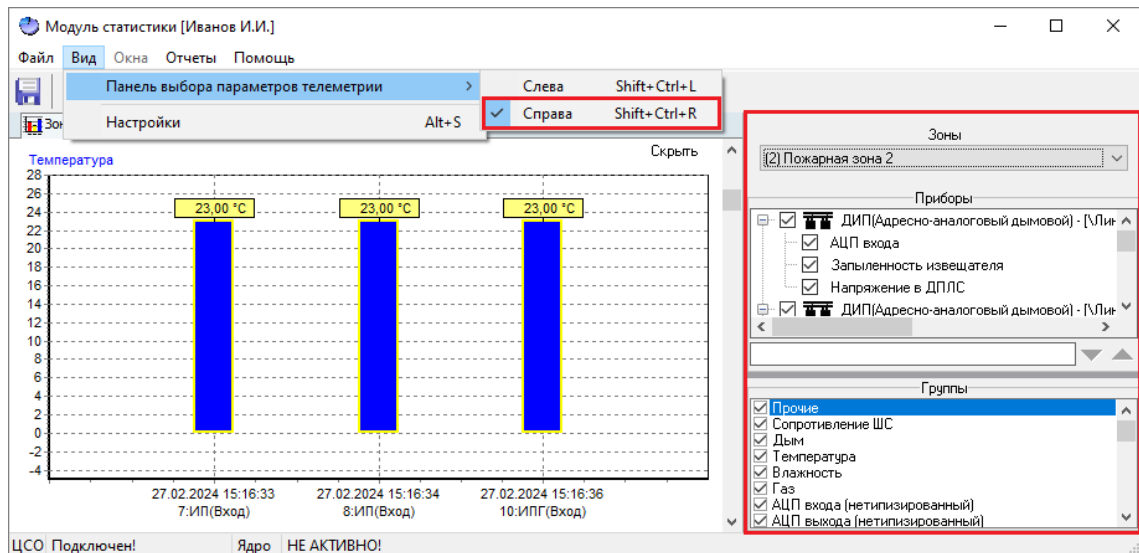 Модуль статистики [Иванов И.И.]
Файл Вид Окна Отчеты Помощь
Панель выбора параметров телеметрии
Настройки Alt+S
Слева Shift+Ctrl+L
Справа Shift+Ctrl+R
Температура
Скрыть
28
26
24
22
20
18
16
14
12
10
8
6
4
2
0
-2
-4
23,00 °C 23,00 °C 23,00 °C
27.02.2024 15:16:33 27.02.2024 15:16:34 27.02.2024 15:16:36
7:ИП(Вход) 8:ИП(Вход) 10:ИПГ(Вход)
Зоны
(2) Пожарная зона 2
Приборы
ДИП(Адресно-аналоговый дымовой) - [\Лин
АЦП входа
Запыленность извещателя
Напряжение в ДПЛС
ДИП(Адресно-аналоговый дымовой) - [\Лин
Группы
Прочие
Сопротивление ШС
Дым
Температура
Влажность
Газ
АЦП входа (нетипизированный)
АЦП выхода (нетипизированный)
ЦСО Подключен! Ядро НЕ АКТИВНО!